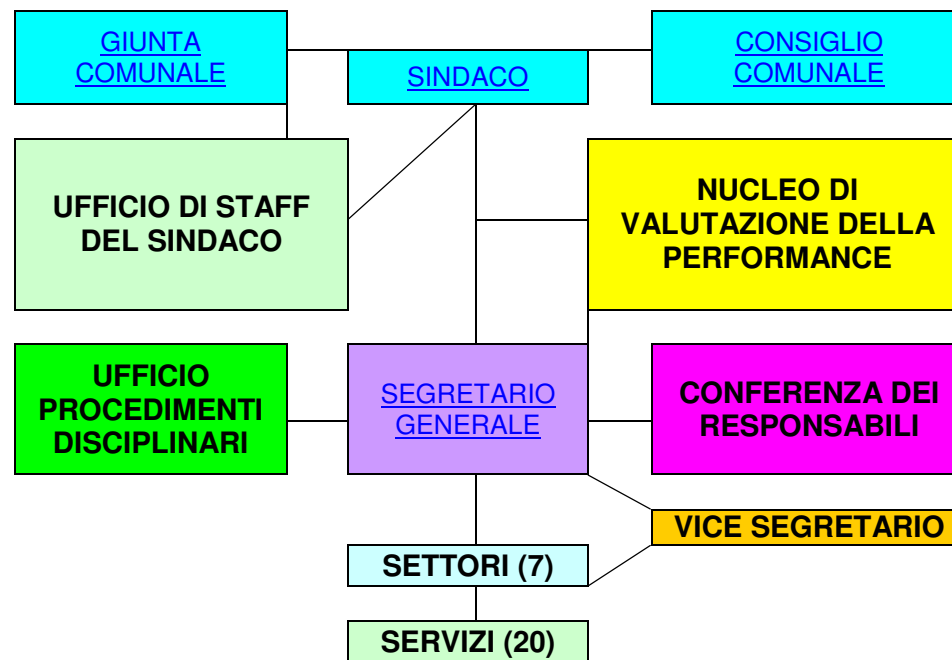 GIUNTA
COMUNALE
SINDACO
CONSIGLIO
COMUNALE
UFFICIO DI STAFF
DEL SINDACO
NUCLEO DI
VALUTAZIONE DELLA
PERFORMANCE
UFFICIO
PROCEDIMENTI
DISCIPLINARI
SEGRETARIO
GENERALE
CONFERENZA DEI
RESPONSABILI
VICE SEGRETARIO
SETTORI (7)
SERVIZI (20)